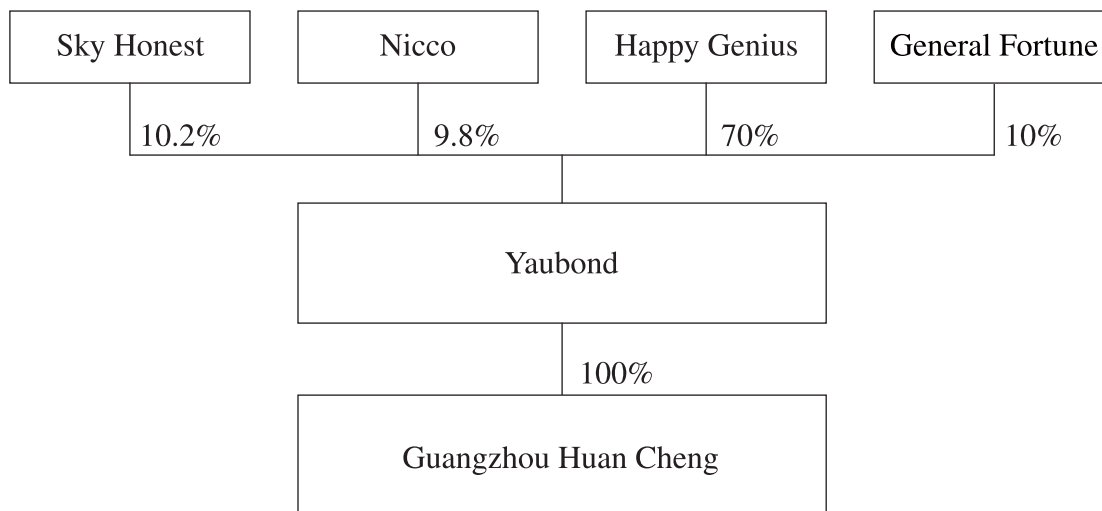 Sky Honest
Nicco
Happy Genius
General Fortune
10.2%
9.8%
70%
10%
Yaubond
100%
Guangzhou Huan Cheng